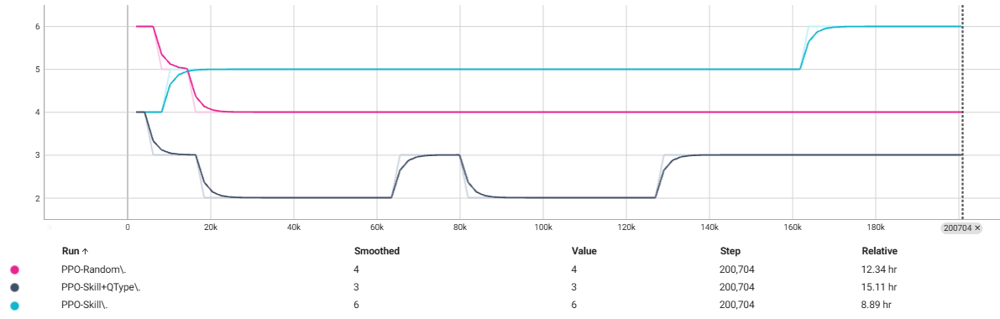 6
5
4
3
2
0 20k 40k 60k 80k 100k 120k 140k 160k 180k 200704 ✕
Run ↑ Smoothed Value Step Relative
PPO-Random\. 4 4 200,704 12.34 hr
PPO-Skill+QType\. 3 3 200,704 15.11 hr
PPO-Skill\. 6 6 200,704 8.89 hr